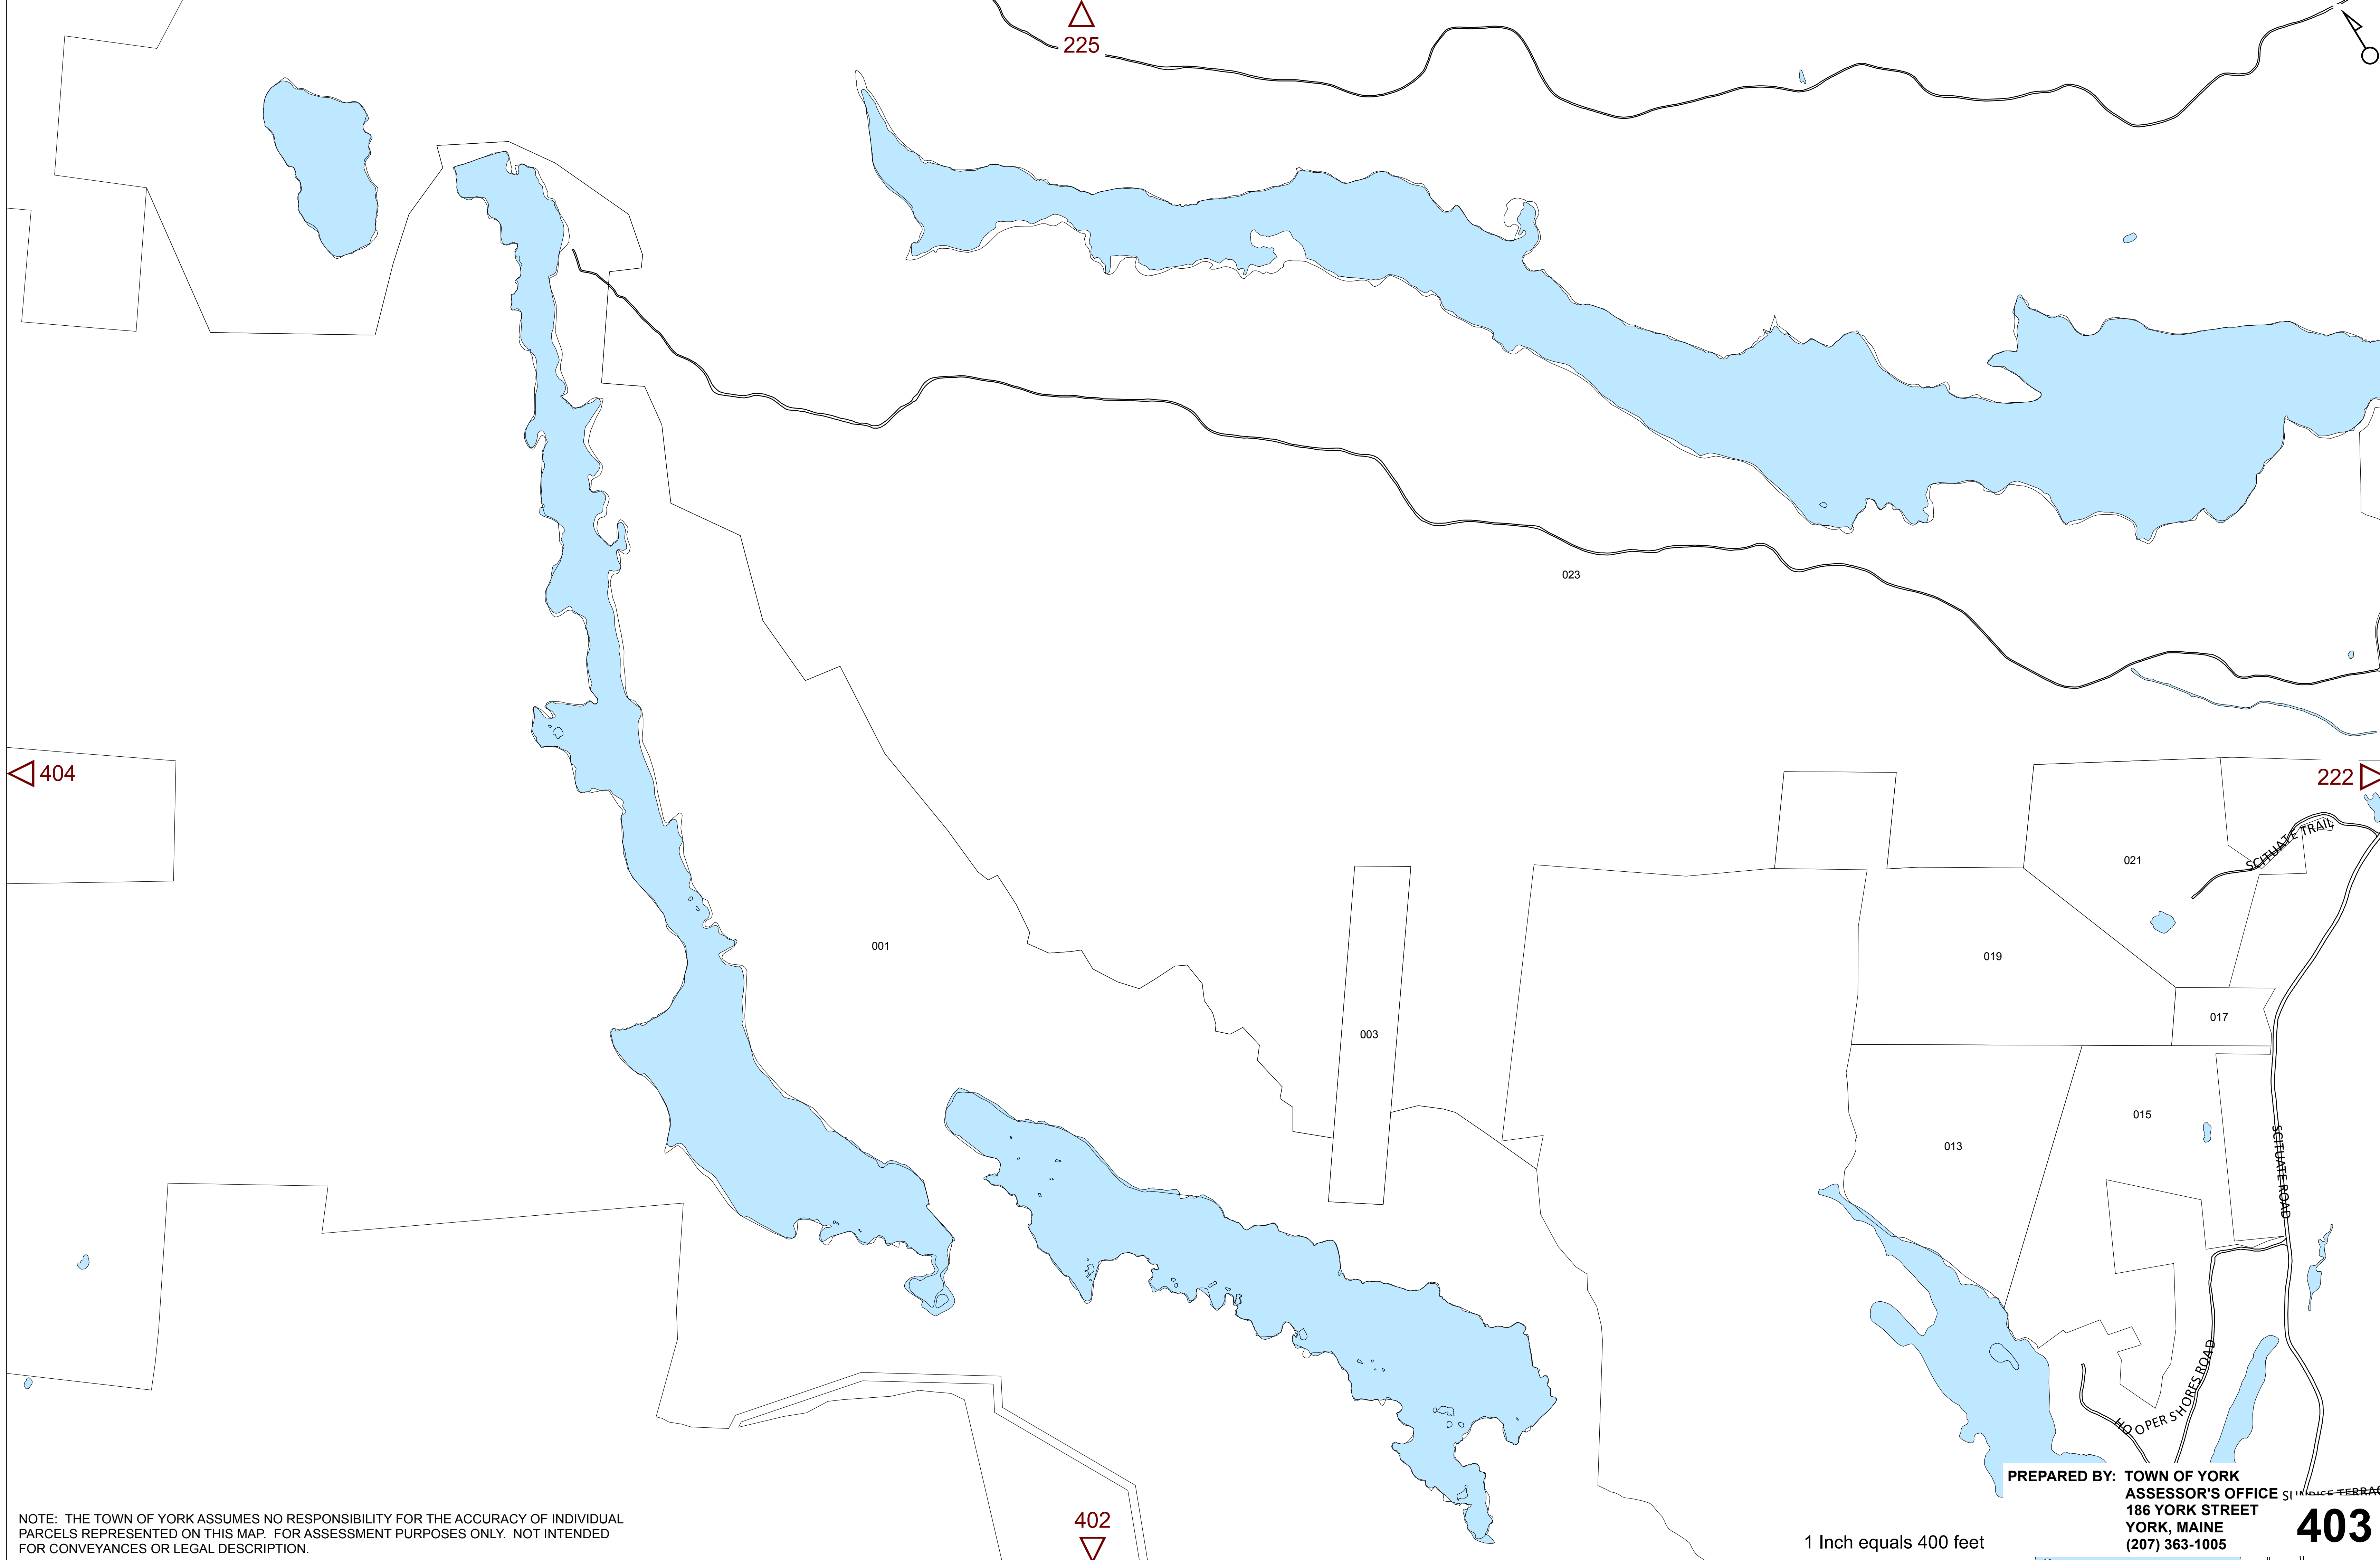 225
023
404
222
SCITUATE TRAIL
021
001
019
017
003
015
013
SCITUATE ROAD
HOOPER SHORES ROAD
PREPARED BY: TOWN OF YORK
ASSESSOR'S OFFICE
186 YORK STREET
YORK, MAINE
(207) 363-1005
403
402
1 Inch equals 400 feet
NOTE: THE TOWN OF YORK ASSUMES NO RESPONSIBILITY FOR THE ACCURACY OF INDIVIDUAL
PARCELS REPRESENTED ON THIS MAP. FOR ASSESSMENT PURPOSES ONLY. NOT INTENDED
FOR CONVEYANCES OR LEGAL DESCRIPTION.